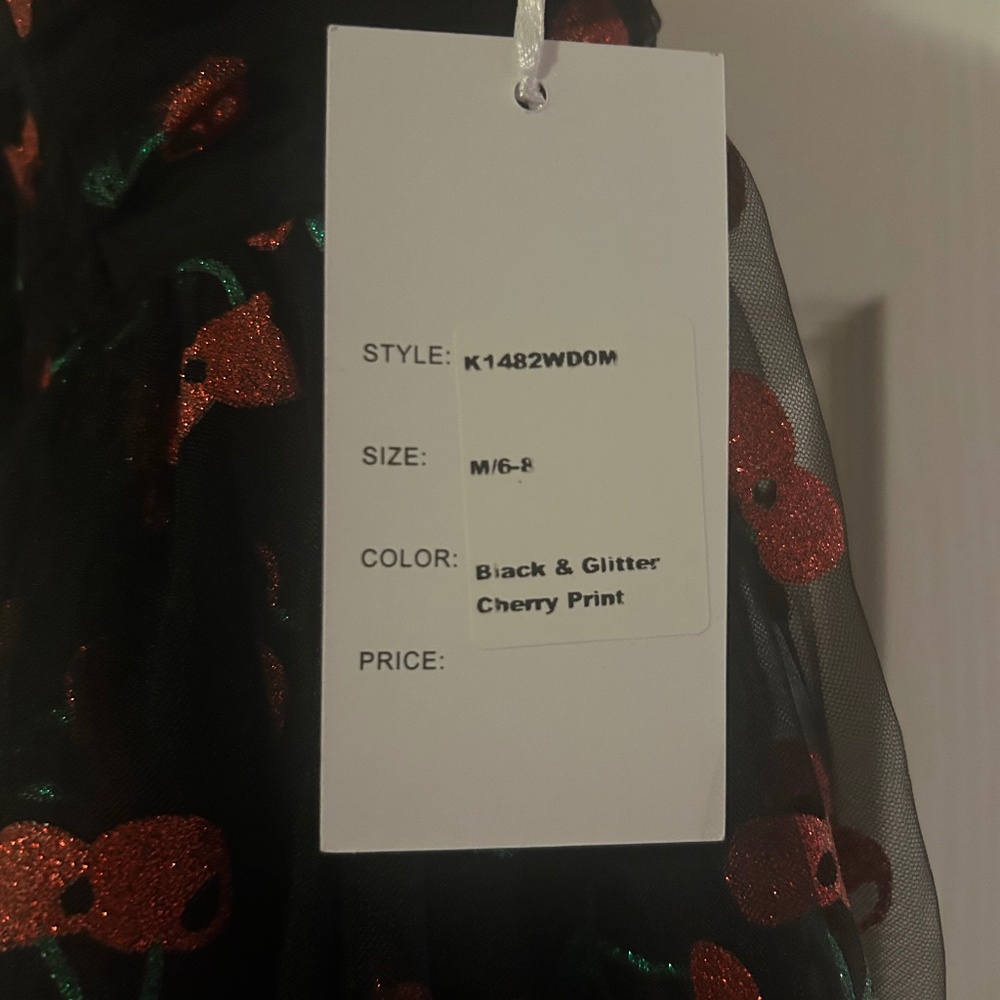 STYLE: K1482WD0M
SIZE: M/6-8
COLOR: Black & Glitter
Cherry Print
PRICE: